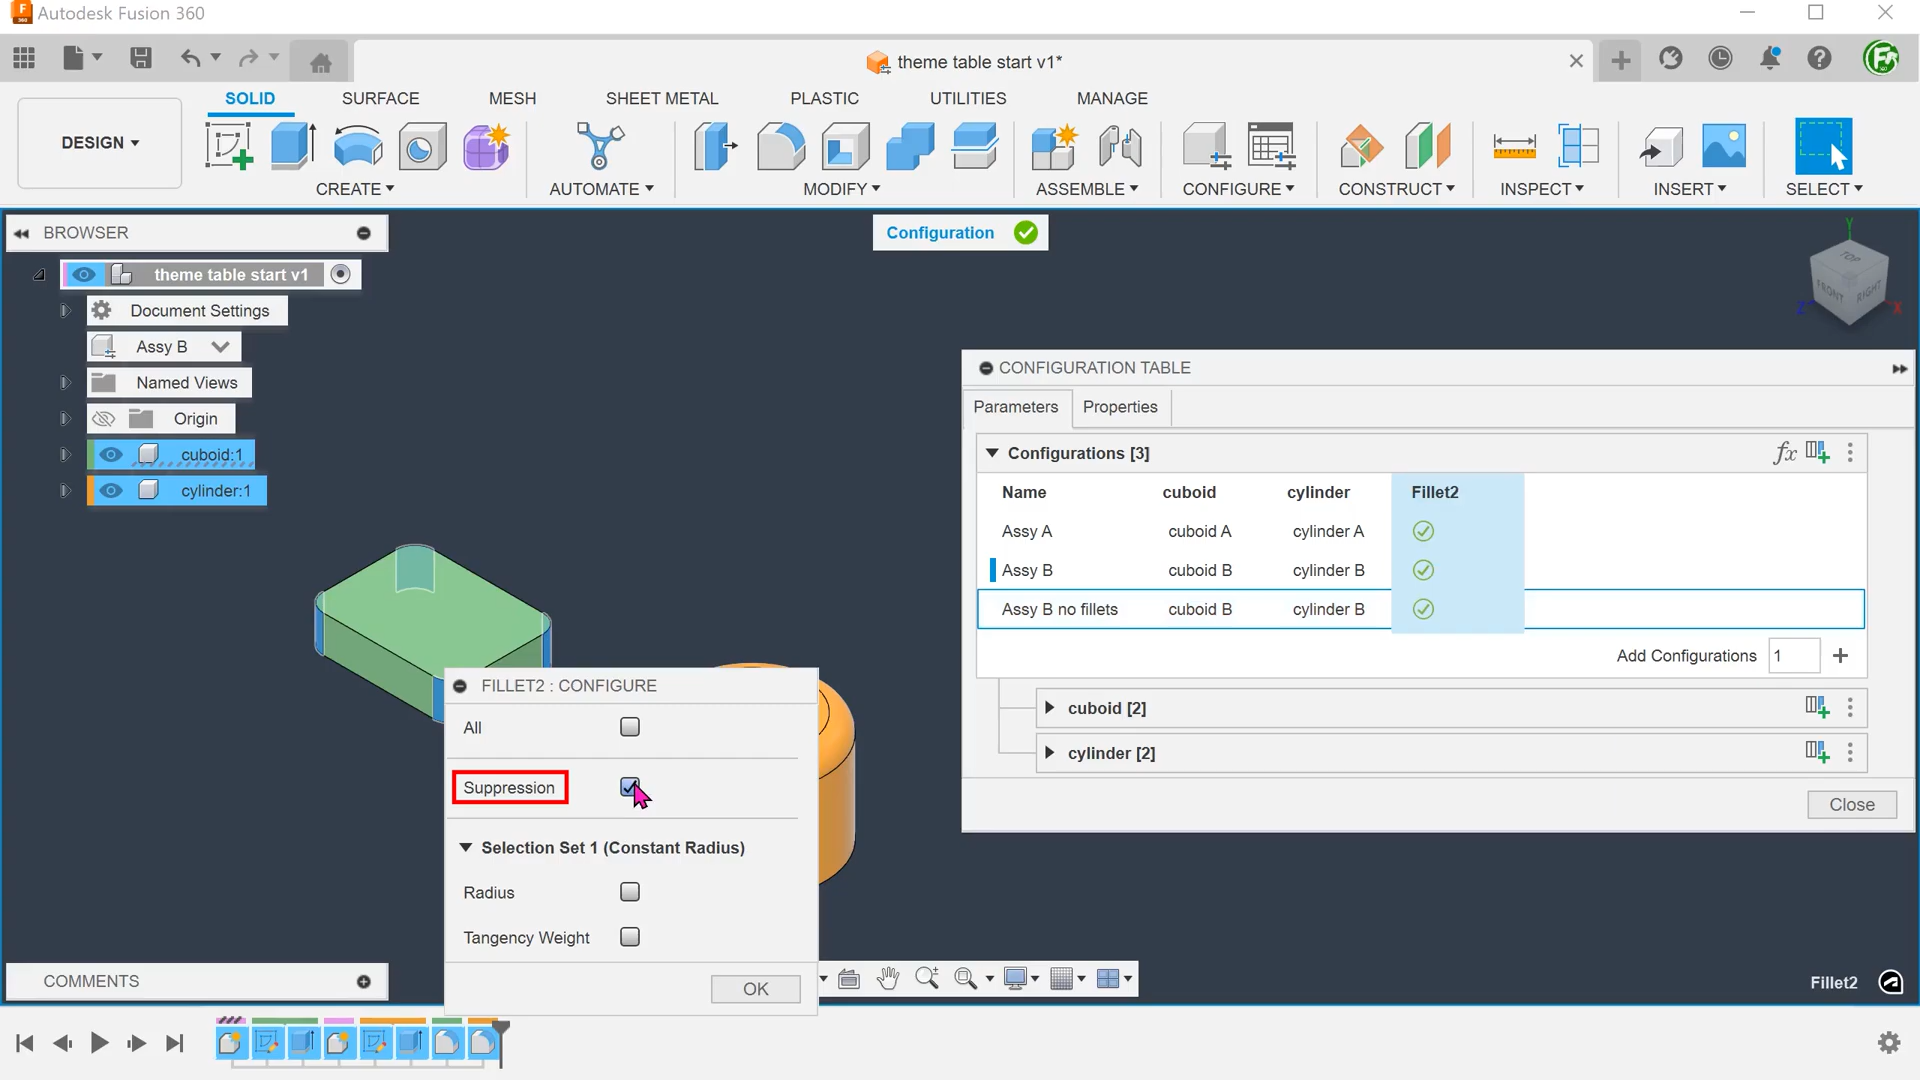 Autodesk Fusion 360
theme table start v1*
DESIGN
SOLID SURFACE MESH SHEET METAL PLASTIC UTILITIES MANAGE
CREATE AUTOMATE MODIFY ASSEMBLE CONFIGURE CONSTRUCT INSPECT INSERT SELECT
BROWSER
Configuration
theme table start v1
Document Settings
Assy B
Named Views
Origin
cuboid:1
cylinder:1
TOP
FRONT
RIGHT
Y
Z
X
CONFIGURATION TABLE
Parameters Properties
Configurations [3]
fx
Name cuboid cylinder Fillet2
Assy A cuboid A cylinder A
Assy B cuboid B cylinder B
Assy B no fillets cuboid B cylinder B
Add Configurations 1
cuboid [2]
cylinder [2]
Close
FILLET2 : CONFIGURE
All
Suppression
Selection Set 1 (Constant Radius)
Radius
Tangency Weight
OK
COMMENTS
Fillet2